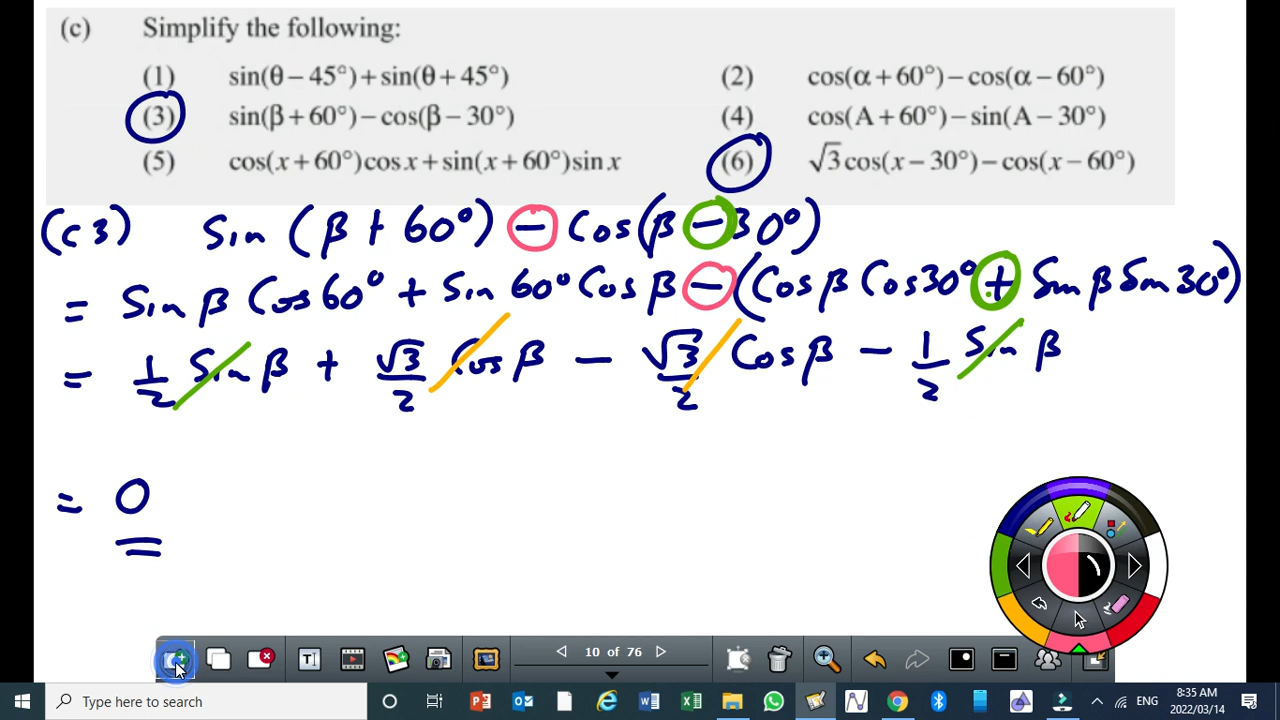 (c) Simplify the following:
(1) sin(θ − 45°) + sin(θ + 45°) (2) cos(α + 60°) − cos(α − 60°)
(3) sin(β + 60°) − cos(β − 30°) (4) cos(A + 60°) − sin(A − 30°)
(5) cos(x + 60°)cos x + sin(x + 60°)sin x (6) √3 cos(x − 30°) − cos(x − 60°)
(c3) Sin (β + 60°) − Cos(β − 30°)
= Sin β Cos 60° + Sin 60° Cos β − (Cos β Cos 30° + Sin β Sin 30°)
= 1/2 Sin β + √3/2 Cos β − √3/2 Cos β − 1/2 Sin β
= 0
10 of 76
Type here to search
ENG
8:35 AM
2022/03/14